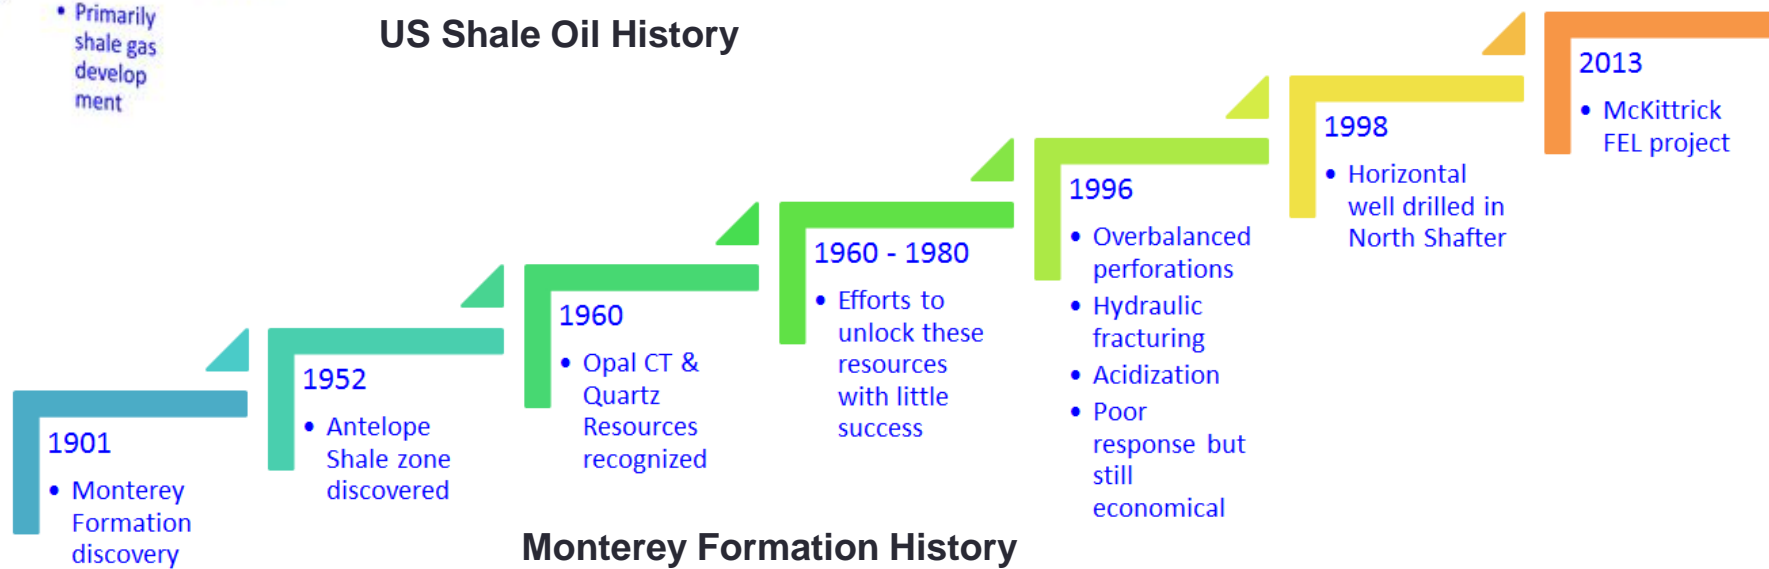 • Primarily
shale gas
develop
ment
US Shale Oil History
1901
• Monterey
Formation
discovery
1952
• Antelope
Shale zone
discovered
1960
• Opal CT &
Quartz
Resources
recognized
1960 - 1980
• Efforts to
unlock these
resources
with little
success
1996
• Overbalanced
perforations
• Hydraulic
fracturing
• Acidization
• Poor
response but
still
economical
1998
• Horizontal
well drilled in
North Shafter
2013
• McKittrick
FEL project
Monterey Formation History